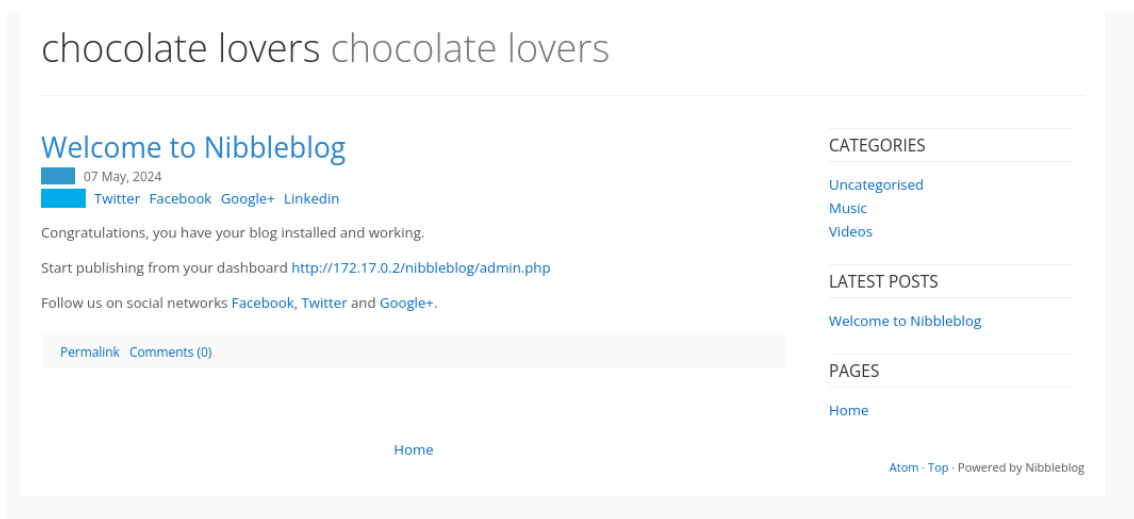 chocolate lovers chocolate lovers
Welcome to Nibbleblog
07 May, 2024
Twitter Facebook Google+ Linkedin
Congratulations, you have your blog installed and working.
Start publishing from your dashboard http://172.17.0.2/nibbleblog/admin.php
Follow us on social networks Facebook, Twitter and Google+.
Permalink Comments (0)
Home
CATEGORIES
Uncategorised
Music
Videos
LATEST POSTS
Welcome to Nibbleblog
PAGES
Home
Atom · Top · Powered by Nibbleblog